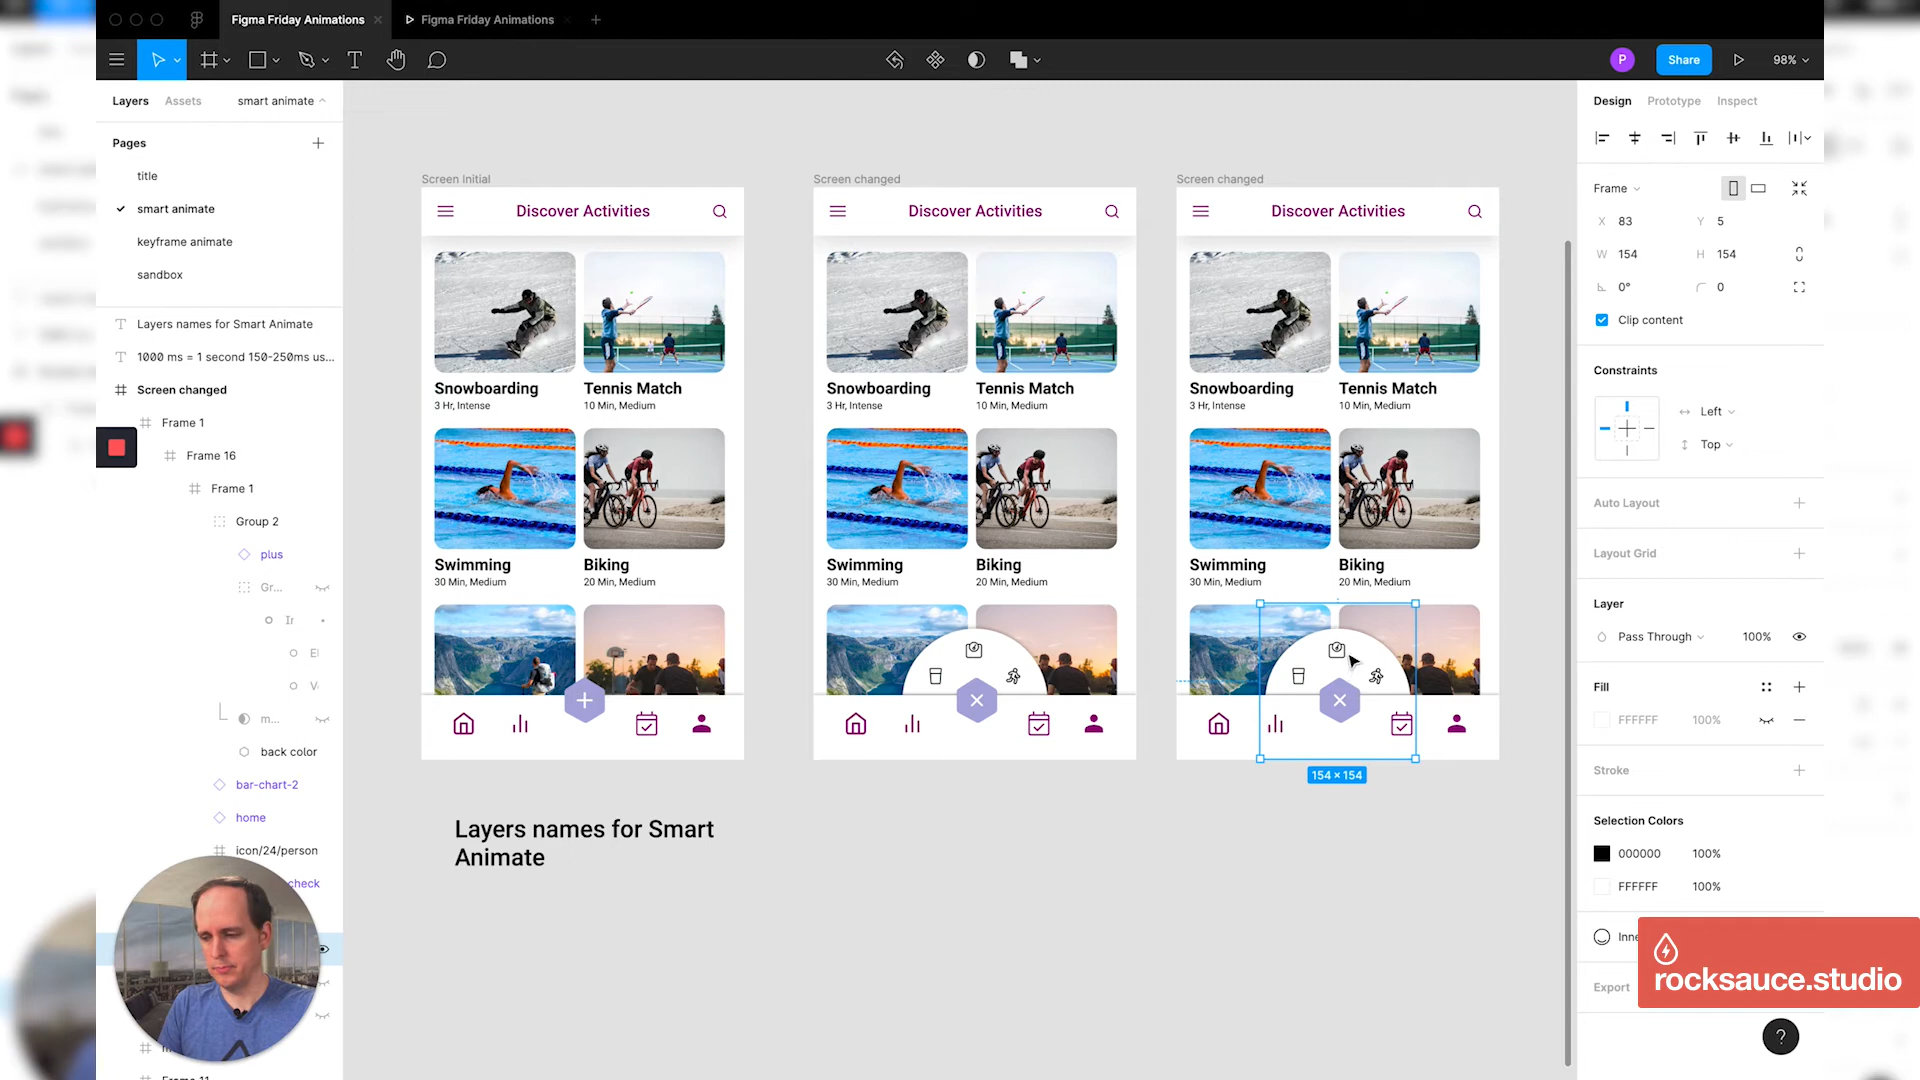 Figma Friday Animations
Figma Friday Animations
P
Share
98%
Layers
Assets
smart animate
Pages
title
smart animate
keyframe animate
sandbox
Layers names for Smart Animate
1000 ms = 1 second 150-250ms us...
Screen changed
Frame 1
Frame 16
Frame 1
Group 2
plus
Gr...
m...
back color
bar-chart-2
home
icon/24/person
check
Frame 11
Screen Initial
Discover Activities
Snowboarding
3 Hr, Intense
Tennis Match
10 Min, Medium
Swimming
30 Min, Medium
Biking
20 Min, Medium
Screen changed
Discover Activities
Snowboarding
3 Hr, Intense
Tennis Match
10 Min, Medium
Swimming
30 Min, Medium
Biking
20 Min, Medium
Screen changed
Discover Activities
Snowboarding
3 Hr, Intense
Tennis Match
10 Min, Medium
Swimming
30 Min, Medium
Biking
20 Min, Medium
154 × 154
Layers names for Smart
Animate
Design
Prototype
Inspect
Frame
X 83
Y 5
W 154
H 154
0°
0
Clip content
Constraints
Left
Top
Auto Layout
Layout Grid
Layer
Pass Through
100%
Fill
FFFFFF
100%
Stroke
Selection Colors
000000
100%
FFFFFF
100%
Export
rocksauce.studio
?